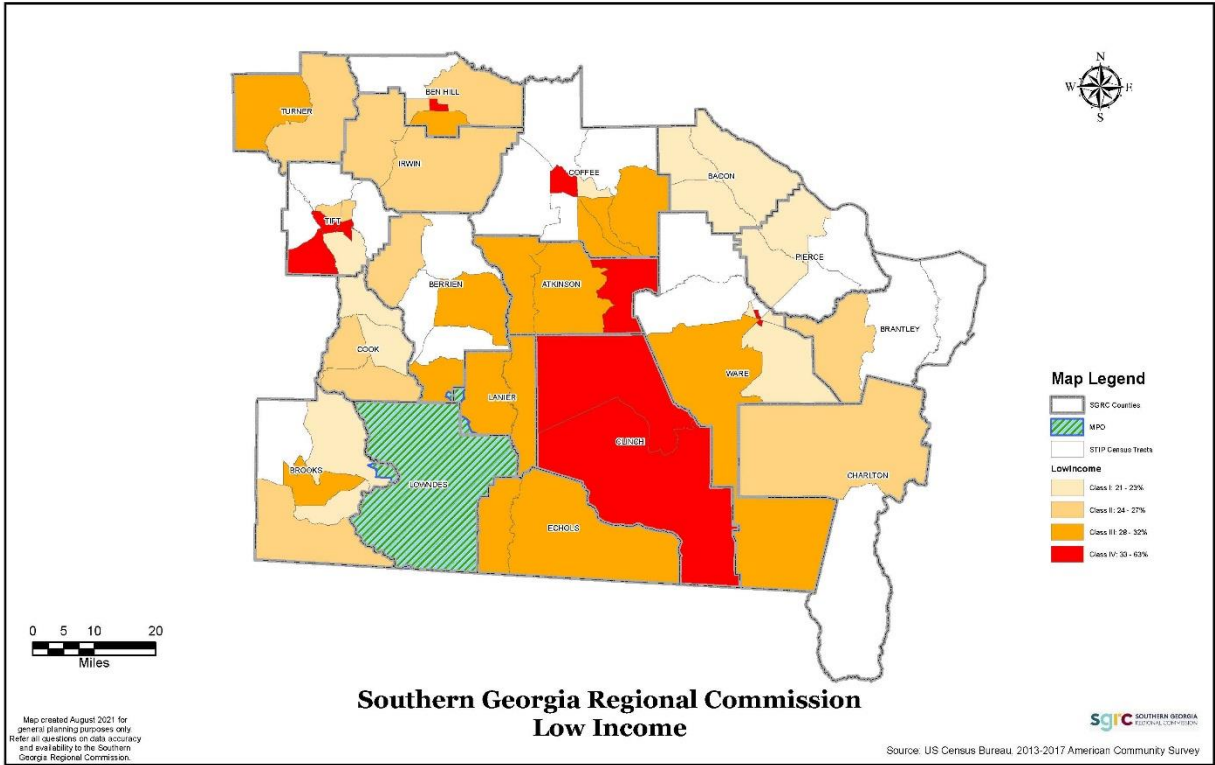 N
W E
S
BEN HILL
TURNER
IRWIN
COFFEE
BACON
TIFT
PIERCE
BERRIEN
ATKINSON
BRANTLEY
COOK
WARE
LANIER
CLINCH
CHARLTON
BROOKS
LOWNDES
ECHOLS
Map Legend
SGRC Counties
MPO
STIP Census Tracts
LowIncome
Class I: 21 - 23%
Class II: 24 - 27%
Class III: 28 - 32%
Class IV: 33 - 63%
0 5 10 20
Miles
Southern Georgia Regional Commission
Low Income
Map created August 2021 for
general planning purposes only.
Refer all questions on data accuracy
and availability to the Southern
Georgia Regional Commission.
sgrc SOUTHERN GEORGIA
REGIONAL COMMISSION
Source: US Census Bureau, 2013-2017 American Community Survey